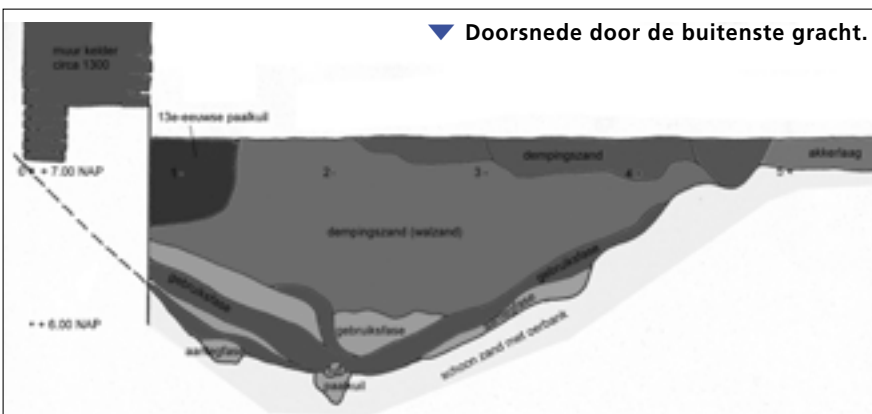 Doorsnede door de buitenste gracht.
muur kelder
circa 1300
13e-eeuwse paalkuil
dempingszand
akkerlaag
+ 7.00 NAP
1
2
3
4
5
dempingszand (walzand)
gebruiksfase
gebruiksfase
gebruiksfase
+ 6.00 NAP
aanlegfase
schoon zand met oerbank
paalkuil